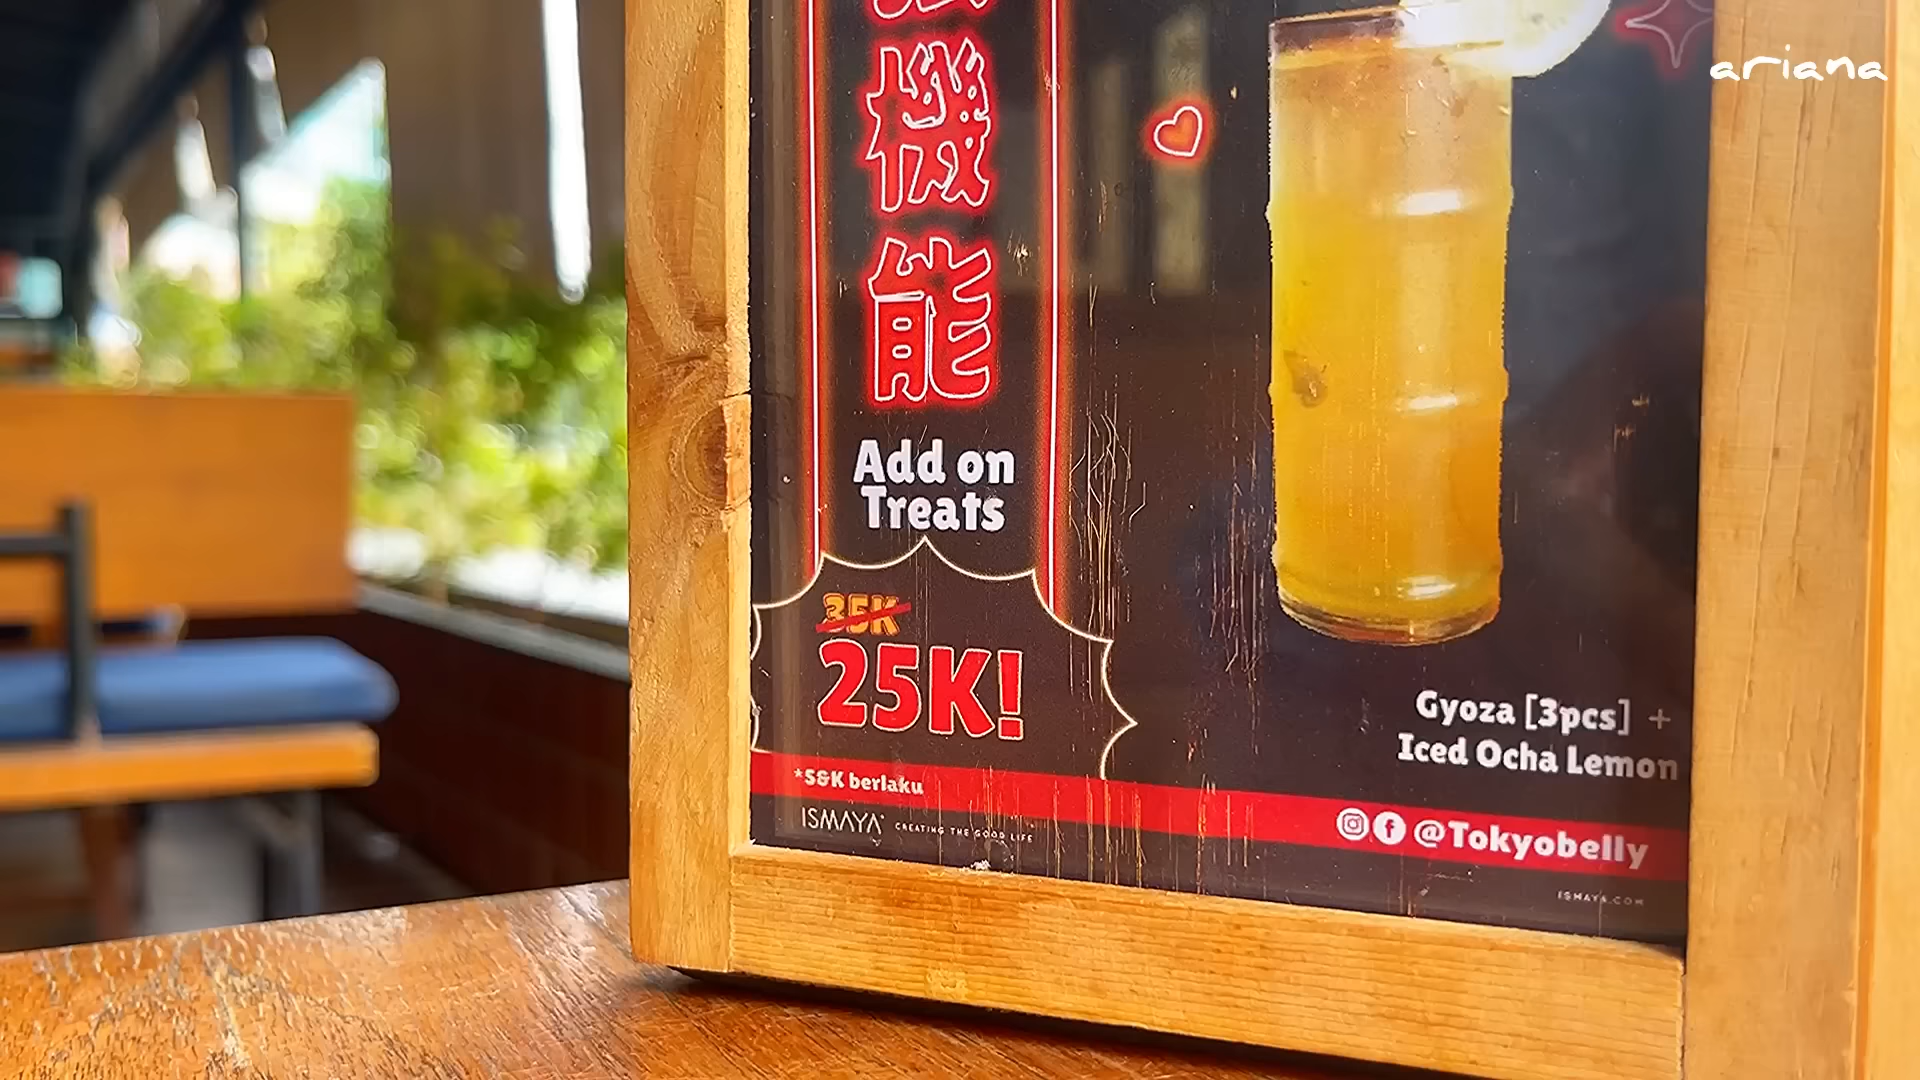 ariana
機
能
Add on
Treats
35K
25K!
Gyoza [3pcs] +
Iced Ocha Lemon
*S&K berlaku
@Tokyobelly
ISMAYA CREATING THE GOOD LIFE
ISMAYA.COM